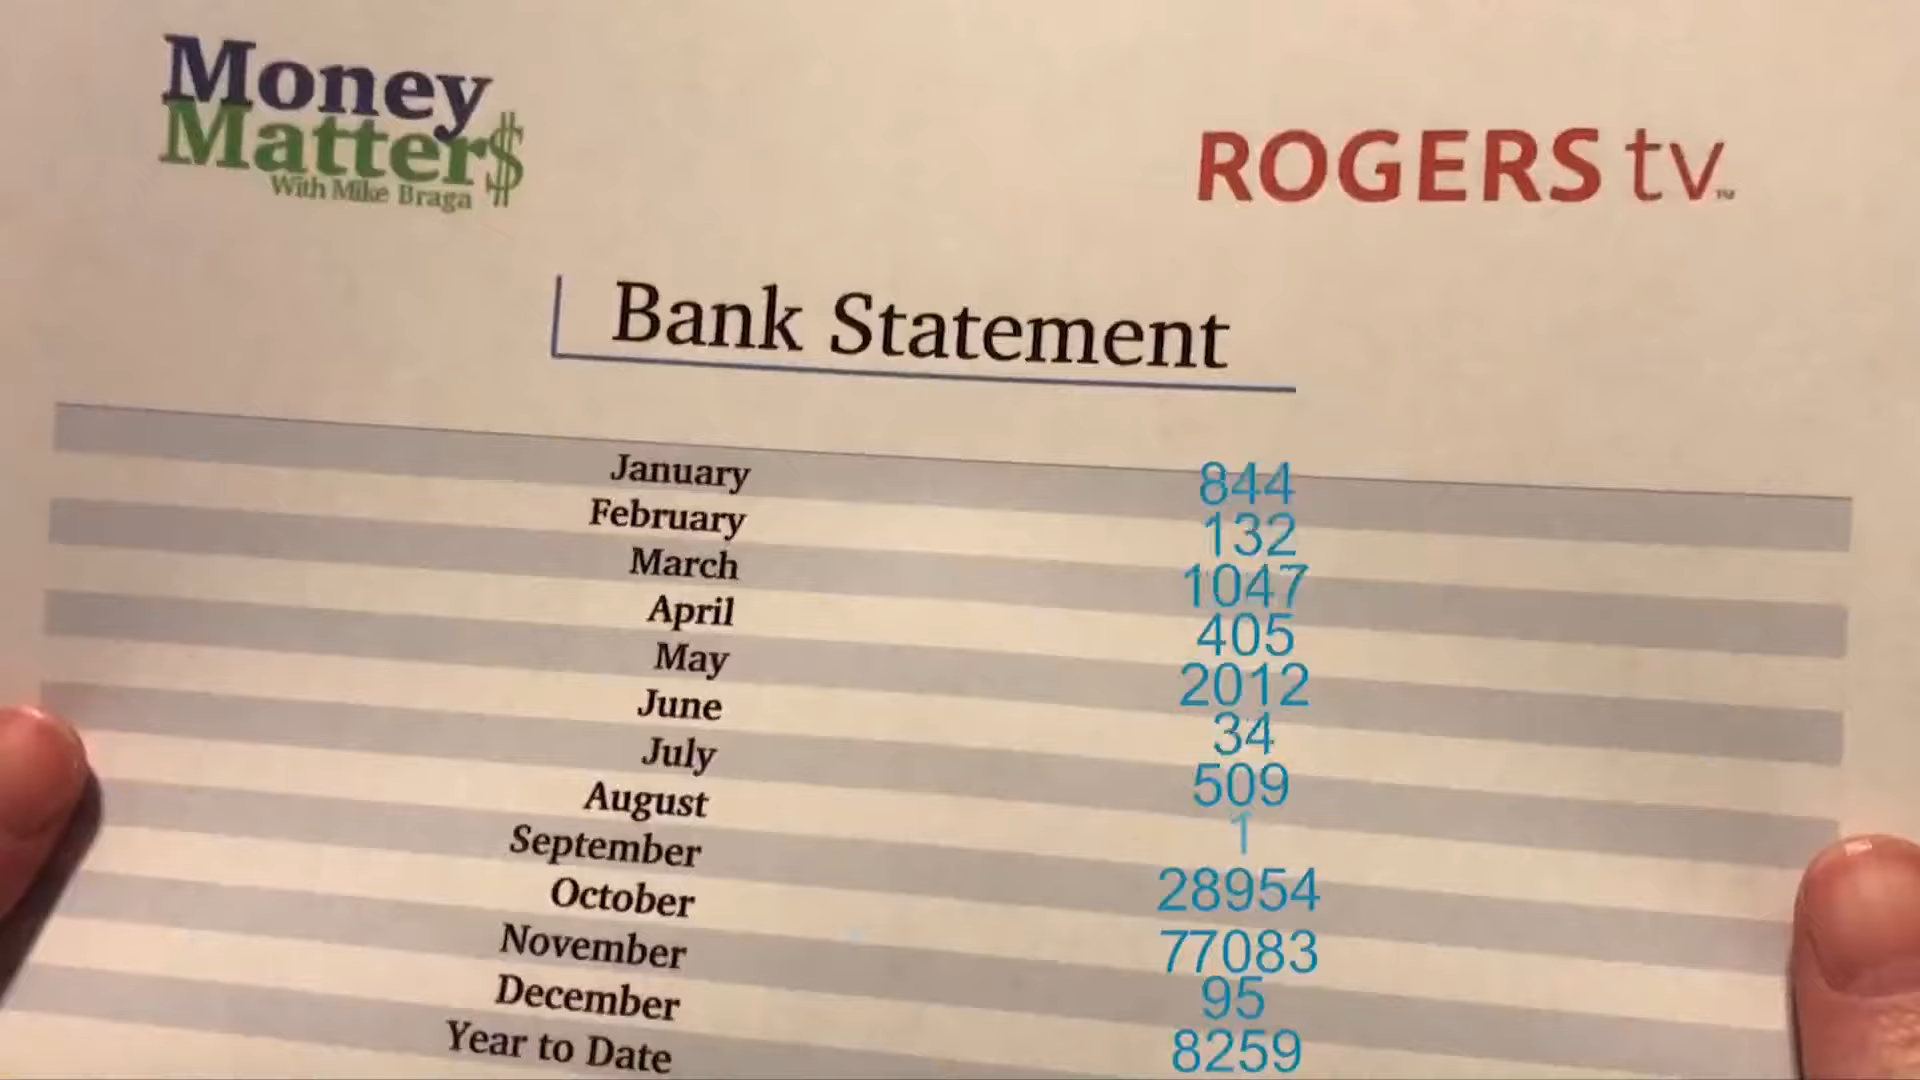 Money
Matter$
With Mike Braga
ROGERS tv™
Bank Statement
January 844
February 132
March 1047
April 405
May 2012
June 34
July 509
August 1
September 28954
October 77083
November 95
December 8259
Year to Date